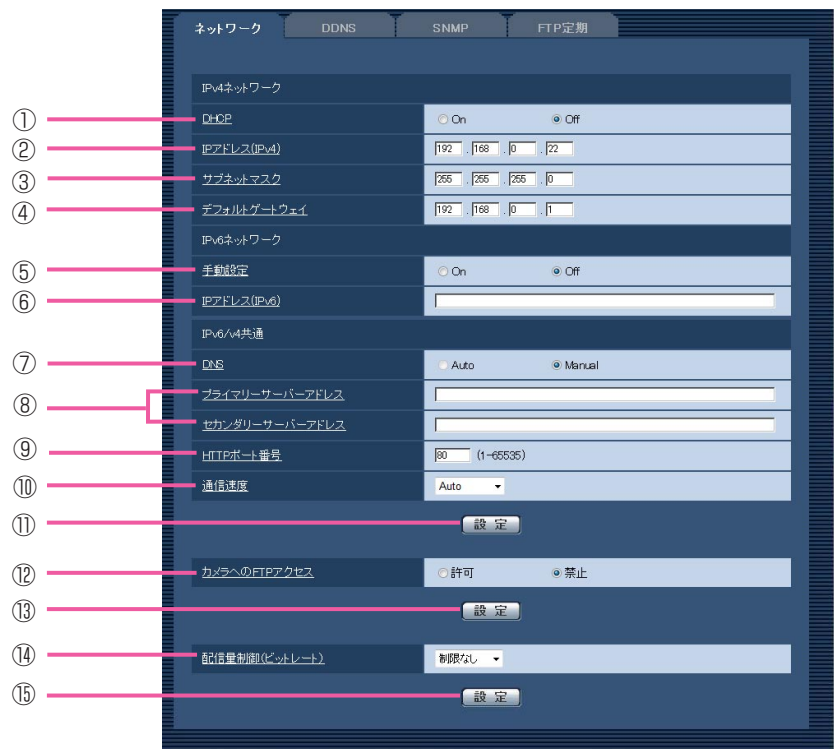 ネットワーク DDNS SNMP FTP定期
IPv4ネットワーク
① DHCP On Off
② IPアドレス(IPv4) 192 . 168 . 0 . 22
③ サブネットマスク 255 . 255 . 255 . 0
④ デフォルトゲートウェイ 192 . 168 . 0 . 1
IPv6ネットワーク
⑤ 手動設定 On Off
⑥ IPアドレス(IPv6)
IPv6/v4共通
⑦ DNS Auto Manual
⑧ プライマリーサーバーアドレス
セカンダリーサーバーアドレス
⑨ HTTPポート番号 80 (1-65535)
⑩ 通信速度 Auto
⑪ 設 定
⑫ カメラへのFTPアクセス 許可 禁止
⑬ 設 定
⑭ 配信量制御(ビットレート) 制限なし
⑮ 設 定